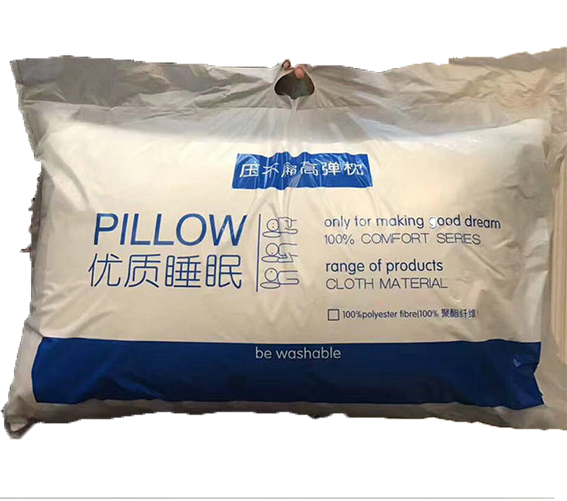 压不扁高弹枕
PILLOW
优质睡眠
only for making good dream
100% COMFORT SERIES
range of products
CLOTH MATERIAL
100%polyester fibre(100% 聚酯纤维)
be washable